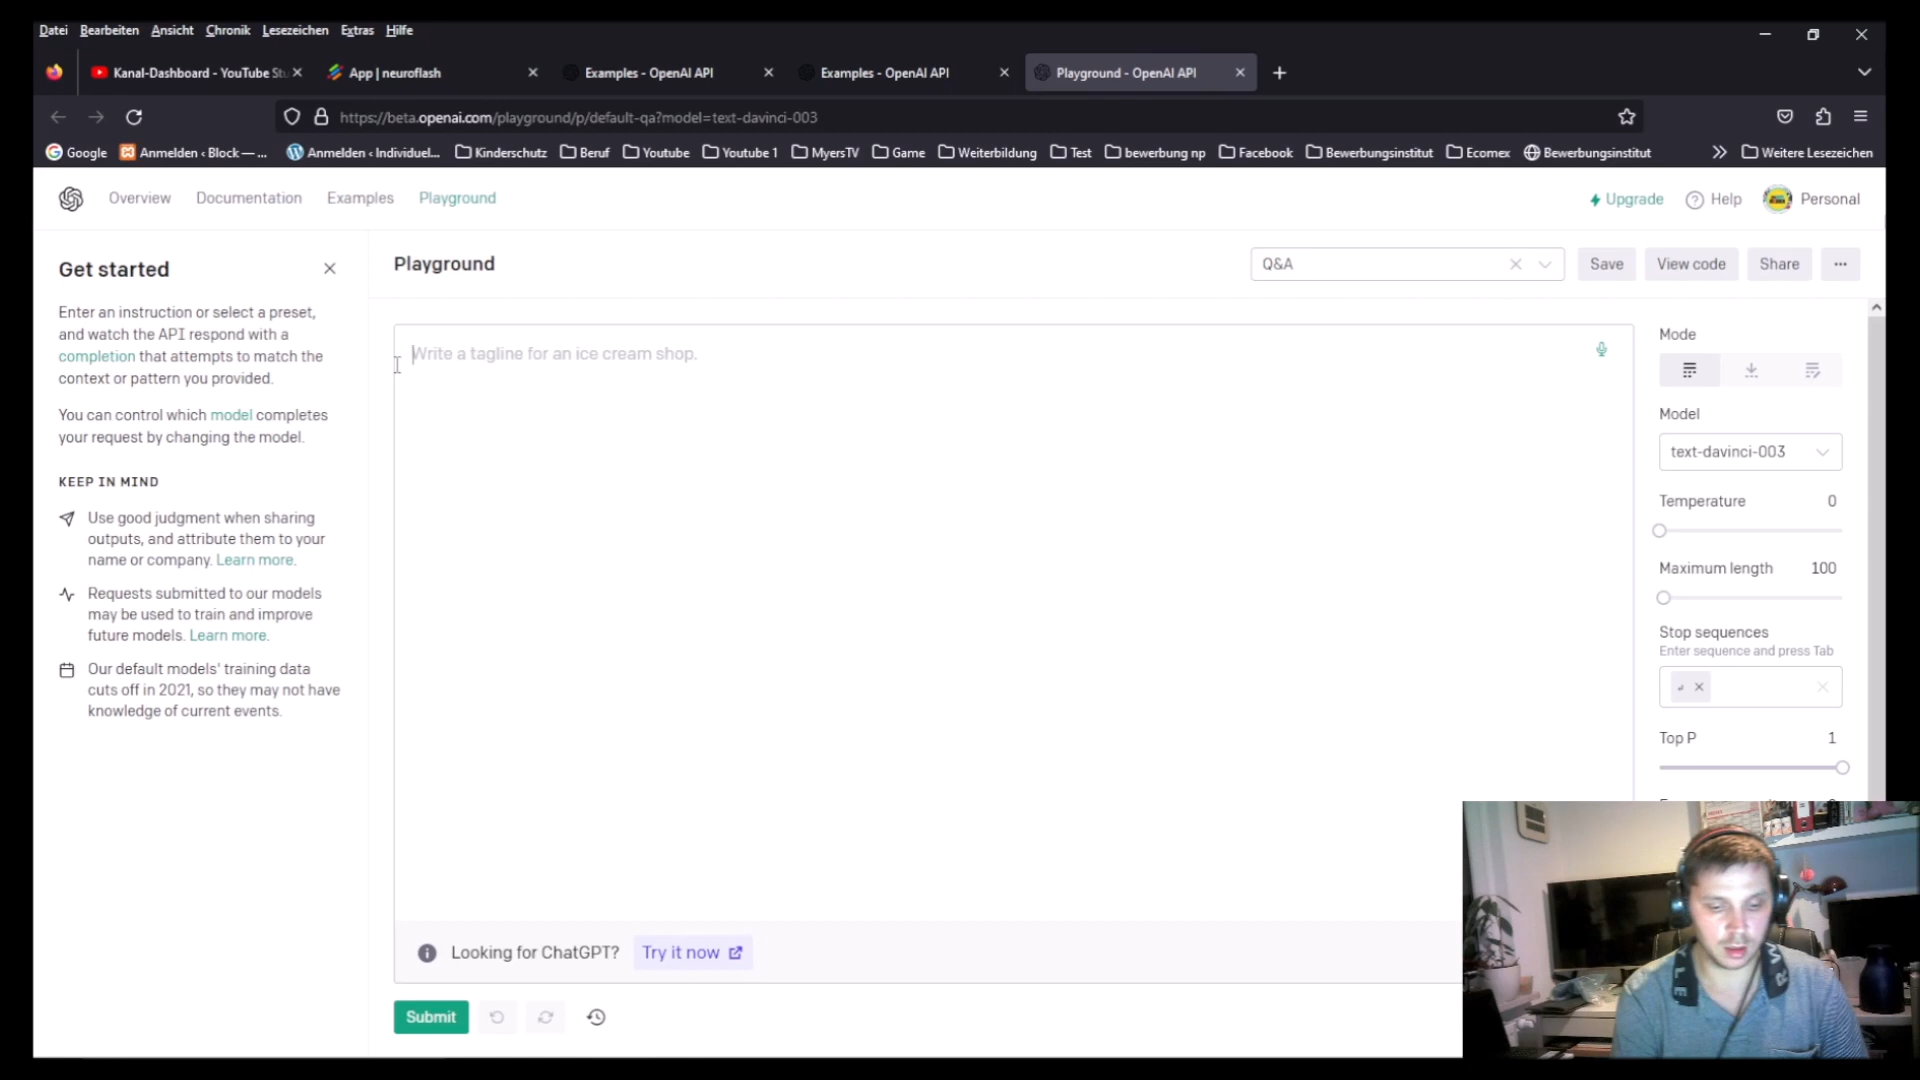 Datei Bearbeiten Ansicht Chronik Lesezeichen Extras Hilfe
Kanal-Dashboard - YouTube Stu
App | neuroflash
Examples - OpenAI API
Examples - OpenAI API
Playground - OpenAI API
https://beta.openai.com/playground/p/default-qa?model=text-davinci-003
Google Anmelden ‹ Block — ... Anmelden ‹ Individuel... Kinderschutz Beruf Youtube Youtube 1 MyersTV Game Weiterbildung Test bewerbung np Facebook Bewerbungsinstitut Ecomex Bewerbungsinstitut Weitere Lesezeichen
Overview Documentation Examples Playground Upgrade Help Personal
Get started
Enter an instruction or select a preset,
and watch the API respond with a
completion that attempts to match the
context or pattern you provided.
You can control which model completes
your request by changing the model.
KEEP IN MIND
Use good judgment when sharing
outputs, and attribute them to your
name or company. Learn more.
Requests submitted to our models
may be used to train and improve
future models. Learn more.
Our default models' training data
cuts off in 2021, so they may not have
knowledge of current events.
Playground
Q&A
Save
View code
Share
...
Write a tagline for an ice cream shop.
Looking for ChatGPT? Try it now
Submit
Mode
Model
text-davinci-003
Temperature 0
Maximum length 100
Stop sequences
Enter sequence and press Tab
Top P 1